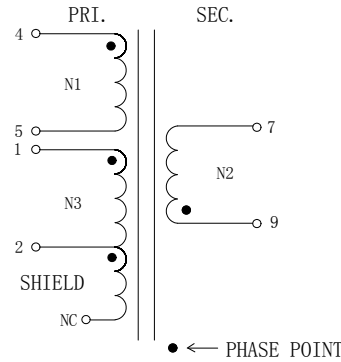 PRI. SEC.
4
N1
5
1
7
N2
N3
9
2
SHIELD
NC
PHASE POINT